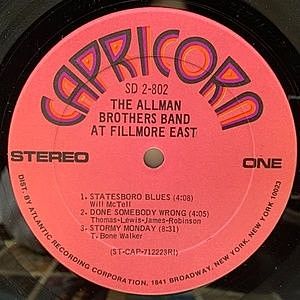 CAPRICORN
SD 2-802
THE ALLMAN
BROTHERS BAND
AT FILLMORE EAST
STEREO
ONE
1. STATESBORO BLUES (4:08)
Will McTell
2. DONE SOMEBODY WRONG (4:05)
Thomas-Lewis-James-Robinson
3. STORMY MONDAY (8:31)
T. Bone Walker
(ST-CAP-712223RI)
DIST. BY ATLANTIC RECORDING CORPORATION, 1841 BROADWAY, NEW YORK, NEW YORK 10023